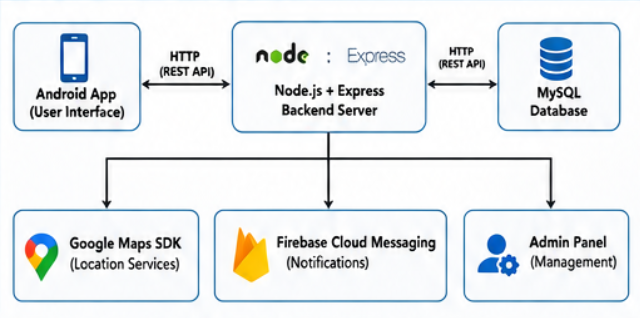 HTTP
(REST API)
Android App
(User Interface)
node : Express
Node.js + Express
Backend Server
HTTP
(REST API)
MySQL
Database
Google Maps SDK
(Location Services)
Firebase Cloud Messaging
(Notifications)
Admin Panel
(Management)